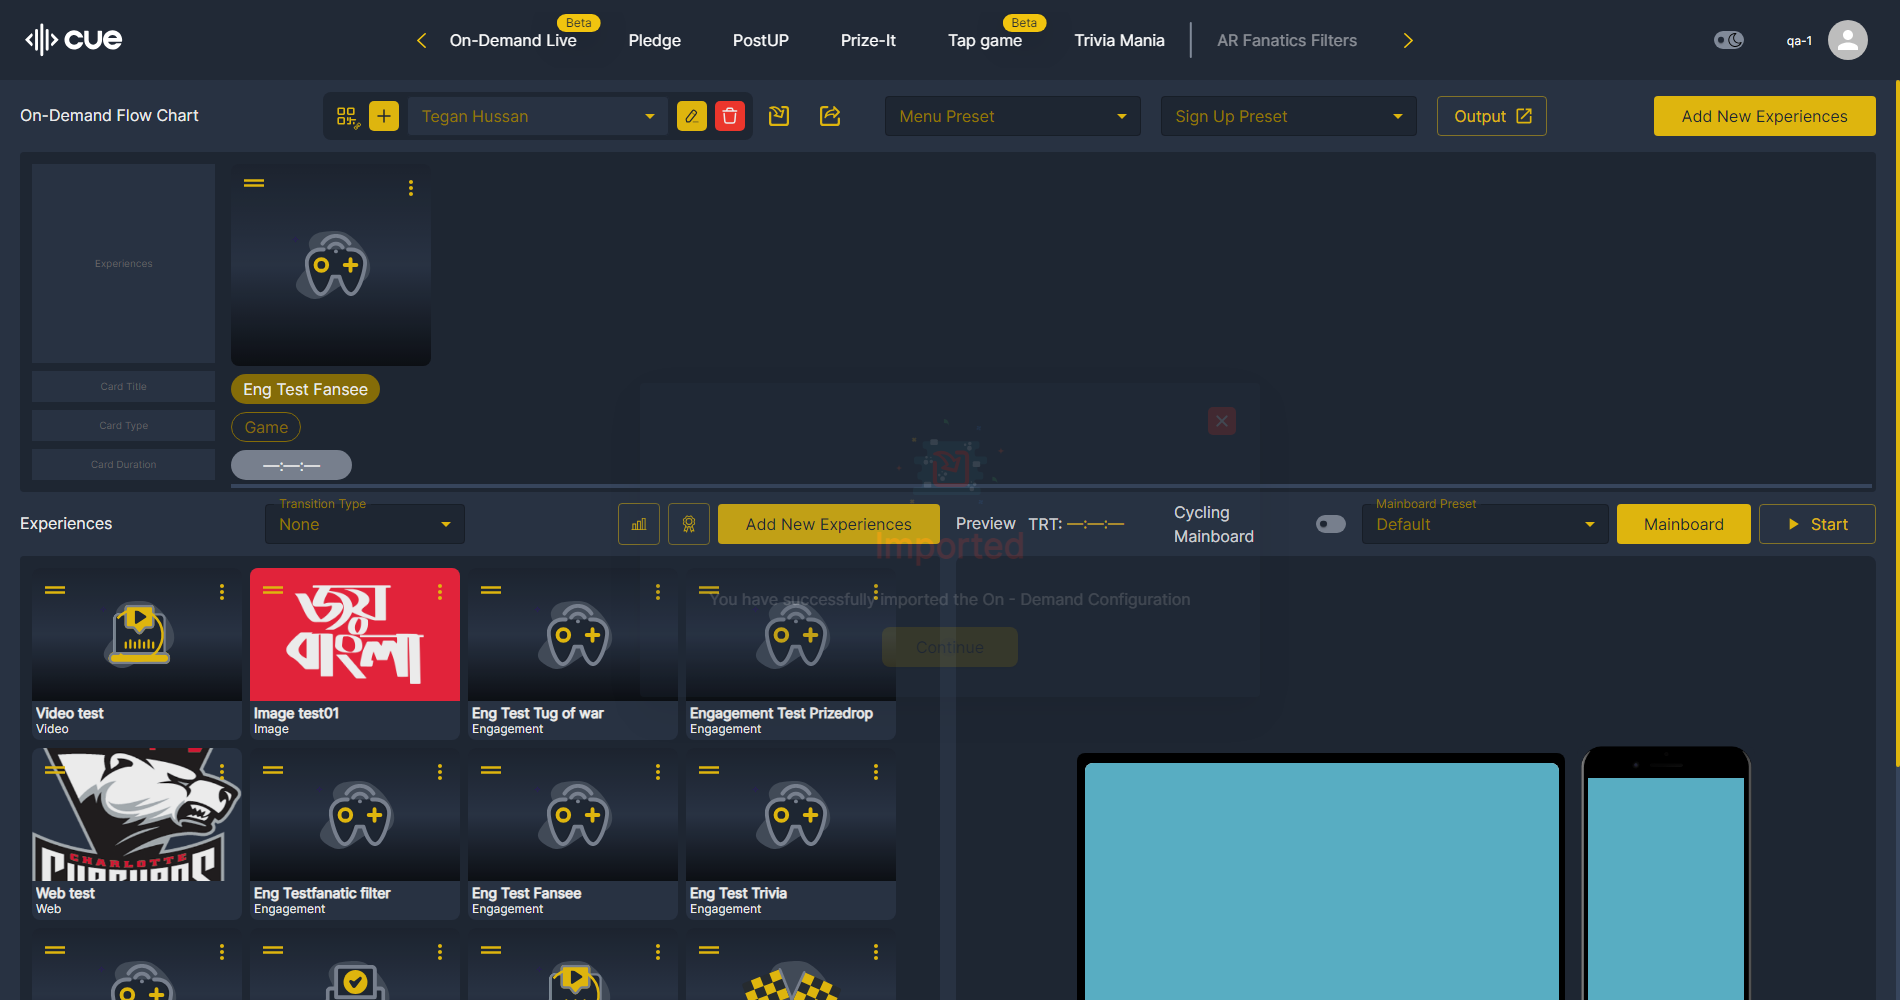 cue
On-Demand Live
Beta
Pledge
PostUP
Prize-It
Tap game
Beta
Trivia Mania
AR Fanatics Filters
qa-1
On-Demand Flow Chart
Tegan Hussan
Menu Preset
Sign Up Preset
Output
Add New Experiences
Experiences
Card Title
Card Type
Card Duration
Eng Test Fansee
Game
—:—:—
Experiences
Transition Type
None
Add New Experiences
Preview
TRT: —:—:—
Cycling
Mainboard
Mainboard Preset
Default
Mainboard
Start
Imported
You have successfully imported the On - Demand Configuration
Continue
Video test
Video
জয়
বাংলা
Image test01
Image
Eng Test Tug of war
Engagement
Engagement Test Prizedrop
Engagement
CHARLOTTE
Web test
Web
Eng Testfanatic filter
Engagement
Eng Test Fansee
Engagement
Eng Test Trivia
Engagement